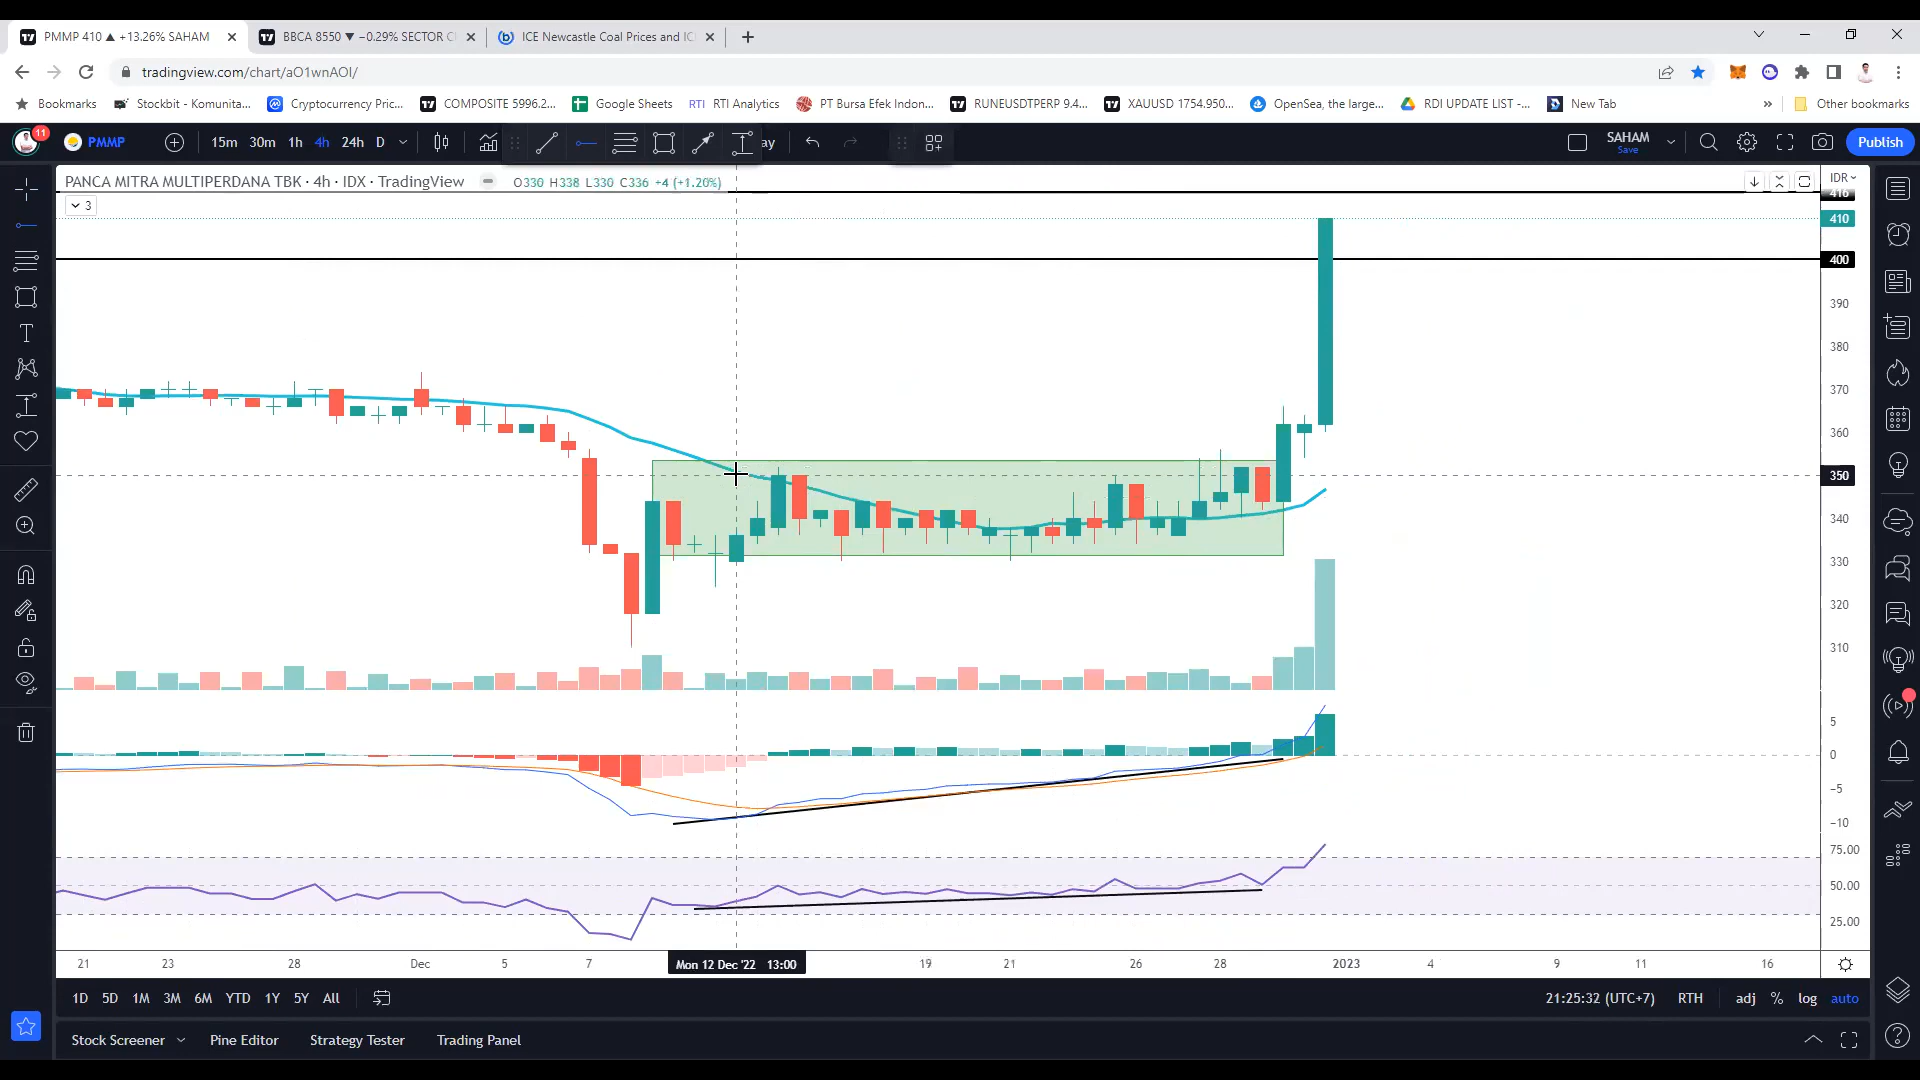 PMMP 410 ▲ +13.26% SAHAM
BBCA 8550 ▼ −0.29% SECTOR C
ICE Newcastle Coal Prices and IC
tradingview.com/chart/aO1wnAOI/
Bookmarks
Stockbit - Komunita...
Cryptocurrency Pric...
COMPOSITE 5996.2...
Google Sheets
RTI RTI Analytics
PT Bursa Efek Indon...
RUNEUSDTPERP 9.4...
XAUUSD 1754.950...
OpenSea, the large...
RDI UPDATE LIST -...
New Tab
»
Other bookmarks
11
PMMP
15m 30m 1h 4h 24h D
ay
SAHAM
Save
Publish
PANCA MITRA MULTIPERDANA TBK · 4h · IDX · TradingView
O330 H338 L330 C336 +4 (+1.20%)
3
IDR
416
410
400
390
380
370
360
350
340
330
320
310
5
0
−5
−10
75.00
50.00
25.00
21 23 28 Dec 5 7 Mon 12 Dec '22 13:00 19 21 26 28 2023 4 9 11 16
1D 5D 1M 3M 6M YTD 1Y 5Y All
21:25:32 (UTC+7) RTH adj % log auto
Stock Screener Pine Editor Strategy Tester Trading Panel